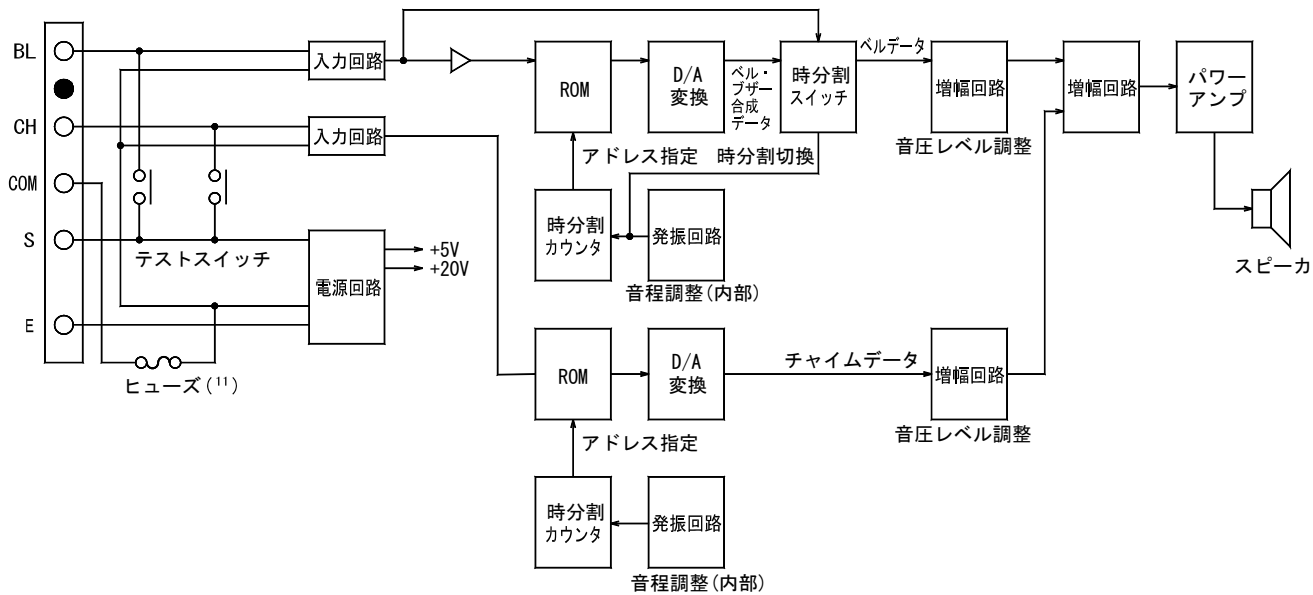 BL
CH
COM
S
E
テストスイッチ
ヒューズ(¹¹)
入力回路
入力回路
電源回路
+5V
+20V
ROM
D/A
変換
ベル・
ブザー
合成
データ
時分割
スイッチ
ベルデータ
増幅回路
音圧レベル調整
増幅回路
パワー
アンプ
スピーカ
アドレス指定
時分割切換
時分割
カウンタ
発振回路
音程調整(内部)
ROM
D/A
変換
チャイムデータ
増幅回路
音圧レベル調整
アドレス指定
時分割
カウンタ
発振回路
音程調整(内部)